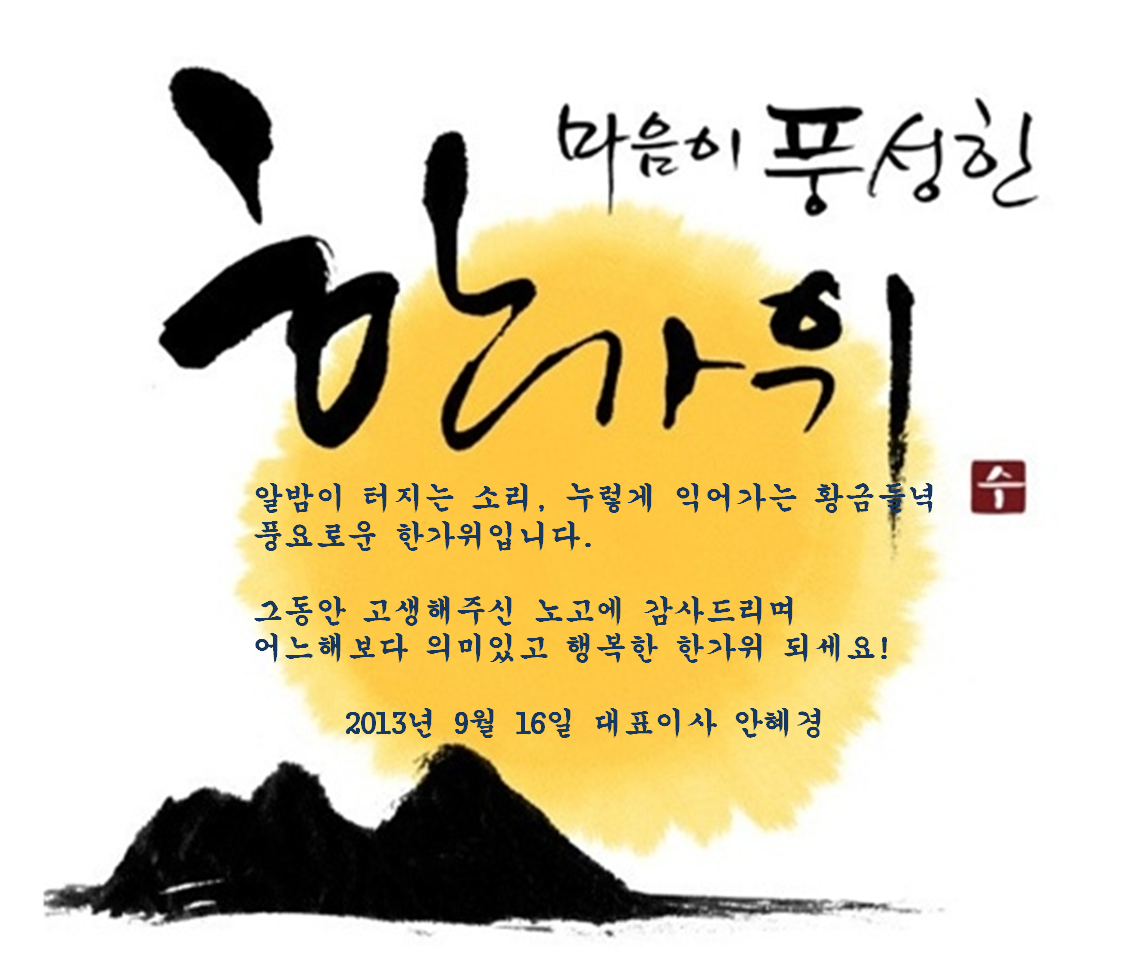 마음이 풍성한
한가위
수
알밤이 터지는 소리, 누렇게 익어가는 황금들녘
풍요로운 한가위입니다.
그동안 고생해주신 노고에 감사드리며
어느해보다 의미있고 행복한 한가위 되세요!
2013년 9월 16일 대표이사 안혜경